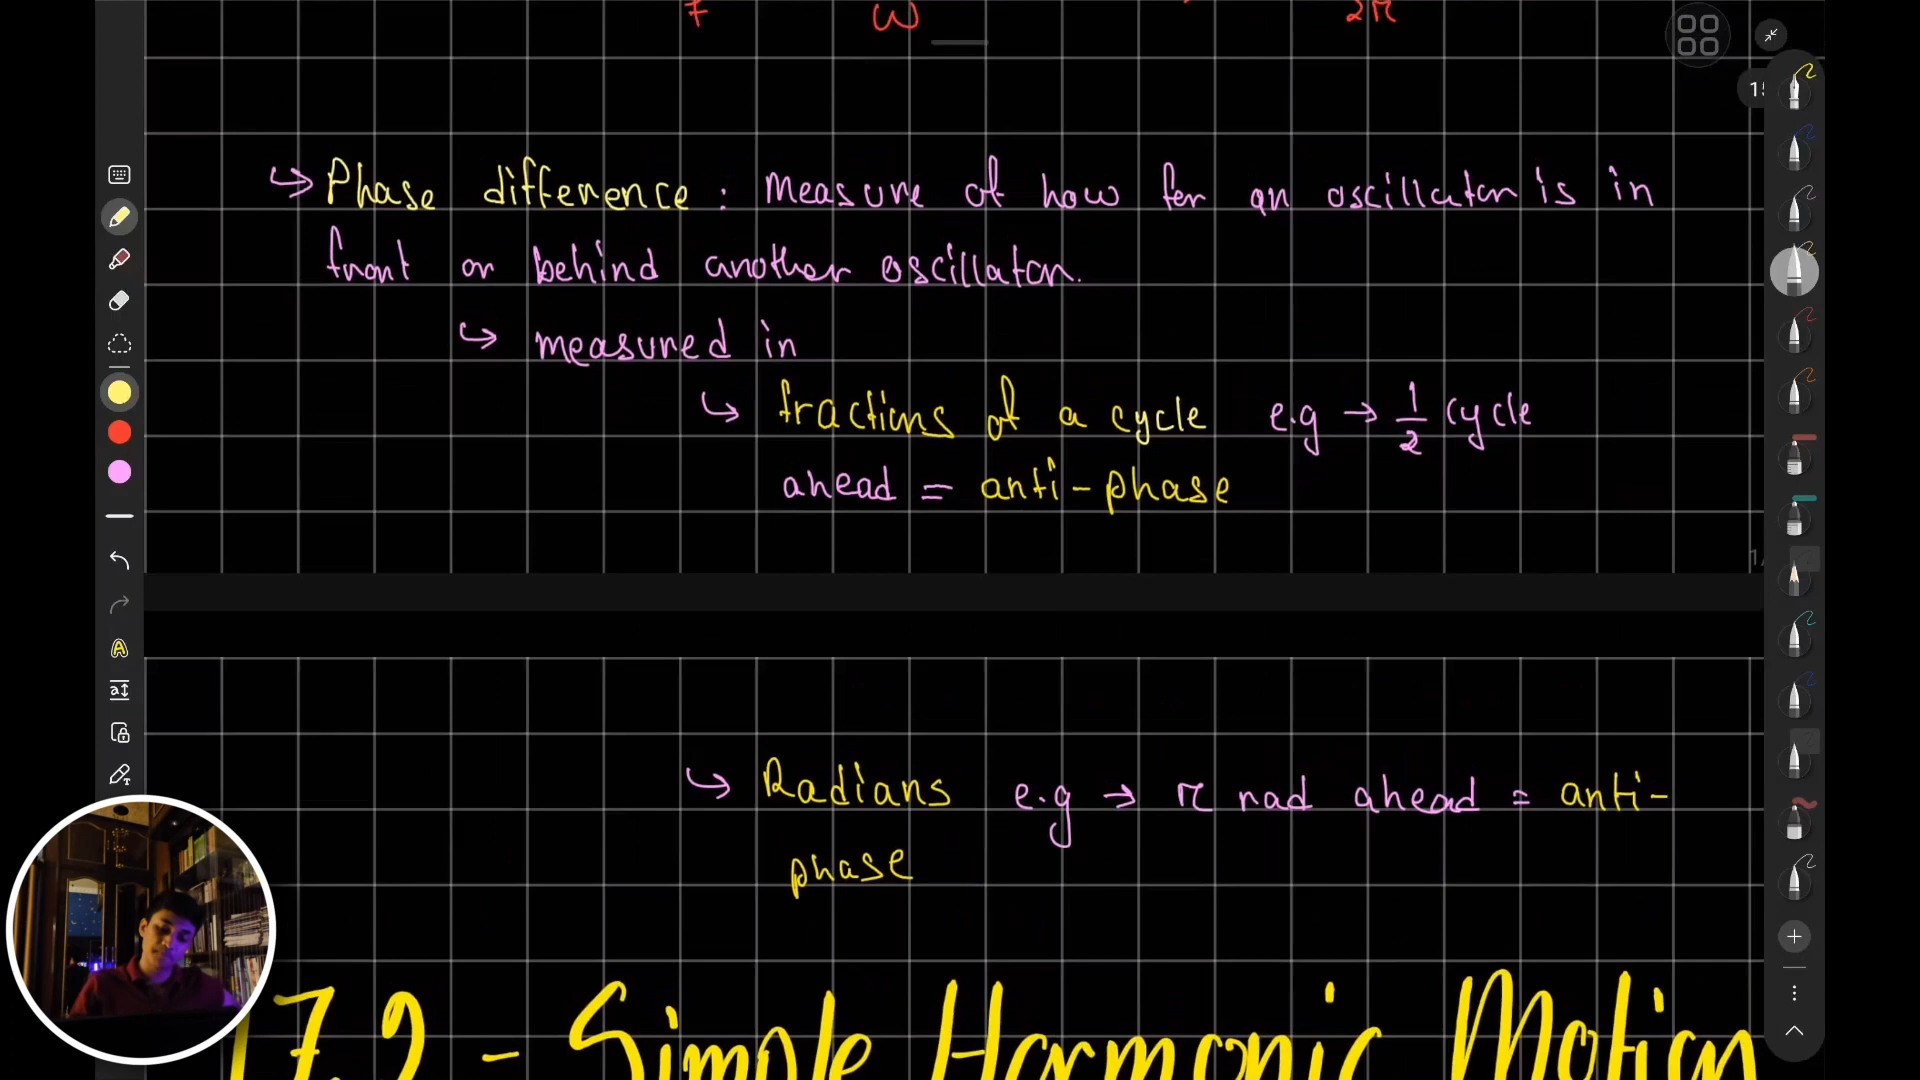 7 ω 2π
↪ Phase difference : measure of how far an oscillator is in
front or behind another oscillator.
↪ measured in
↪ fractions of a cycle e.g → 1/2 cycle
ahead = anti-phase
↪ Radians e.g → π rad ahead = anti-
phase
17.2 - Simple Harmonic Motion